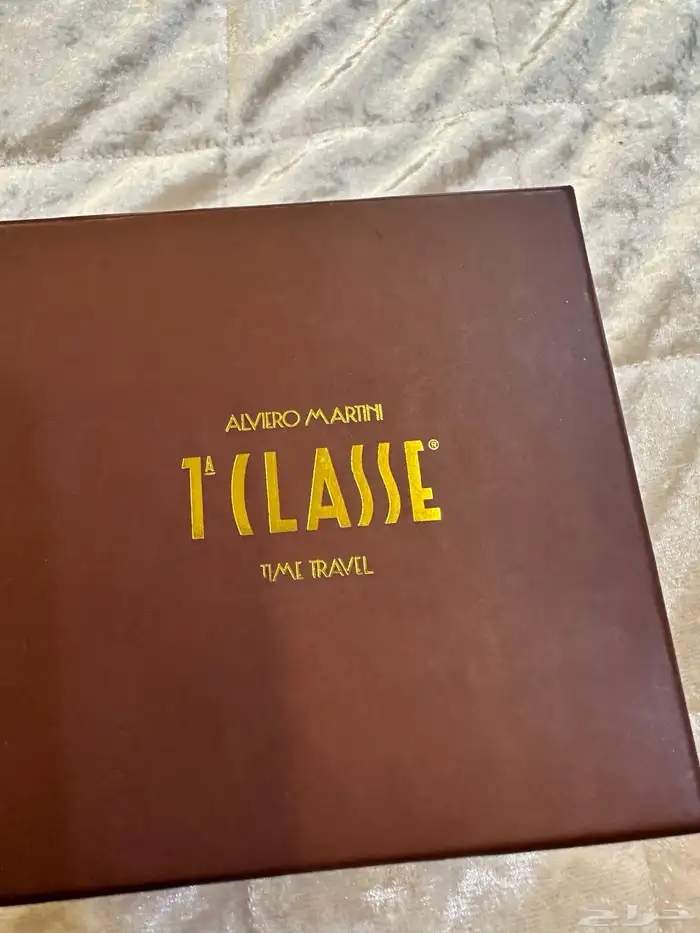 ALVIERO MARTINI
1A CLASSE®
TIME TRAVEL
حراج